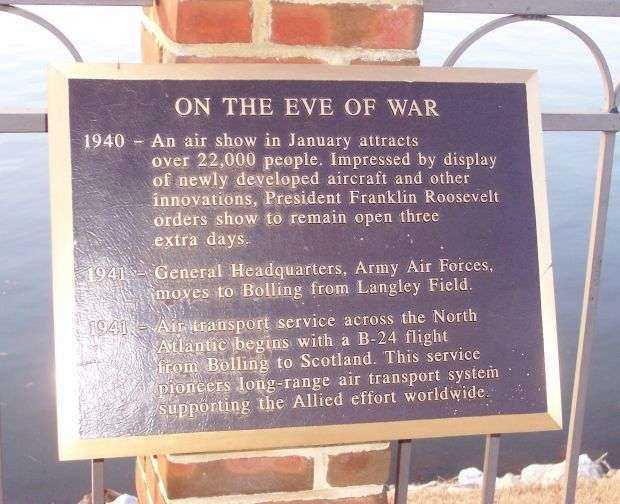 ON THE EVE OF WAR
1940 – An air show in January attracts
over 22,000 people. Impressed by display
of newly developed aircraft and other
innovations, President Franklin Roosevelt
orders show to remain open three
extra days.
1941 – General Headquarters, Army Air Forces,
moves to Bolling from Langley Field.
1941 – Air transport service across the North
Atlantic begins with a B-24 flight
from Bolling to Scotland. This service
pioneers long-range air transport system
supporting the Allied effort worldwide.